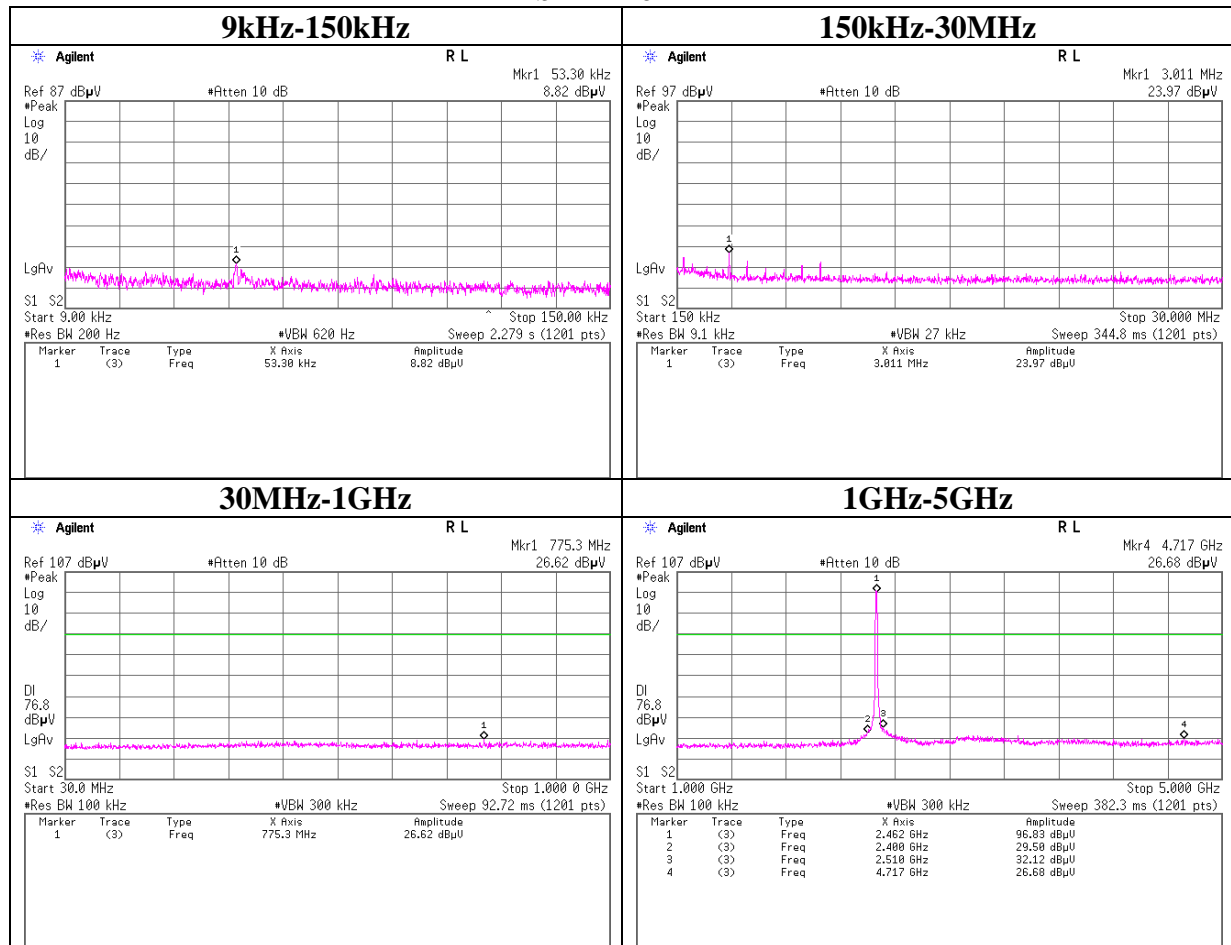 9kHz-150kHz
Agilent
R L
Mkr1 53.30 kHz
Ref 87 dBµV
#Atten 10 dB
8.82 dBµV
#Peak
Log
10
dB/
1
LgAv
S1 S2
Start 9.00 kHz
^
Stop 150.00 kHz
#Res BW 200 Hz
#VBW 620 Hz
Sweep 2.279 s (1201 pts)
Marker Trace Type X Axis Amplitude
1 (3) Freq 53.30 kHz 8.82 dBµV
150kHz-30MHz
Agilent
R L
Mkr1 3.011 MHz
Ref 97 dBµV
#Atten 10 dB
23.97 dBµV
#Peak
Log
10
dB/
1
LgAv
S1 S2
Start 150 kHz
Stop 30.000 MHz
#Res BW 9.1 kHz
#VBW 27 kHz
Sweep 344.8 ms (1201 pts)
Marker Trace Type X Axis Amplitude
1 (3) Freq 3.011 MHz 23.97 dBµV
30MHz-1GHz
Agilent
R L
Mkr1 775.3 MHz
Ref 107 dBµV
#Atten 10 dB
26.62 dBµV
#Peak
Log
10
dB/
DI
76.8
dBµV
1
LgAv
S1 S2
Start 30.0 MHz
Stop 1.000 0 GHz
#Res BW 100 kHz
#VBW 300 kHz
Sweep 92.72 ms (1201 pts)
Marker Trace Type X Axis Amplitude
1 (3) Freq 775.3 MHz 26.62 dBµV
1GHz-5GHz
Agilent
R L
Mkr4 4.717 GHz
Ref 107 dBµV
#Atten 10 dB
26.68 dBµV
#Peak
1
Log
10
dB/
DI
76.8
dBµV
2 3 4
LgAv
S1 S2
Start 1.000 GHz
Stop 5.000 GHz
#Res BW 100 kHz
#VBW 300 kHz
Sweep 382.3 ms (1201 pts)
Marker Trace Type X Axis Amplitude
1 (3) Freq 2.462 GHz 96.83 dBµV
2 (3) Freq 2.400 GHz 29.50 dBµV
3 (3) Freq 2.510 GHz 32.12 dBµV
4 (3) Freq 4.717 GHz 26.68 dBµV